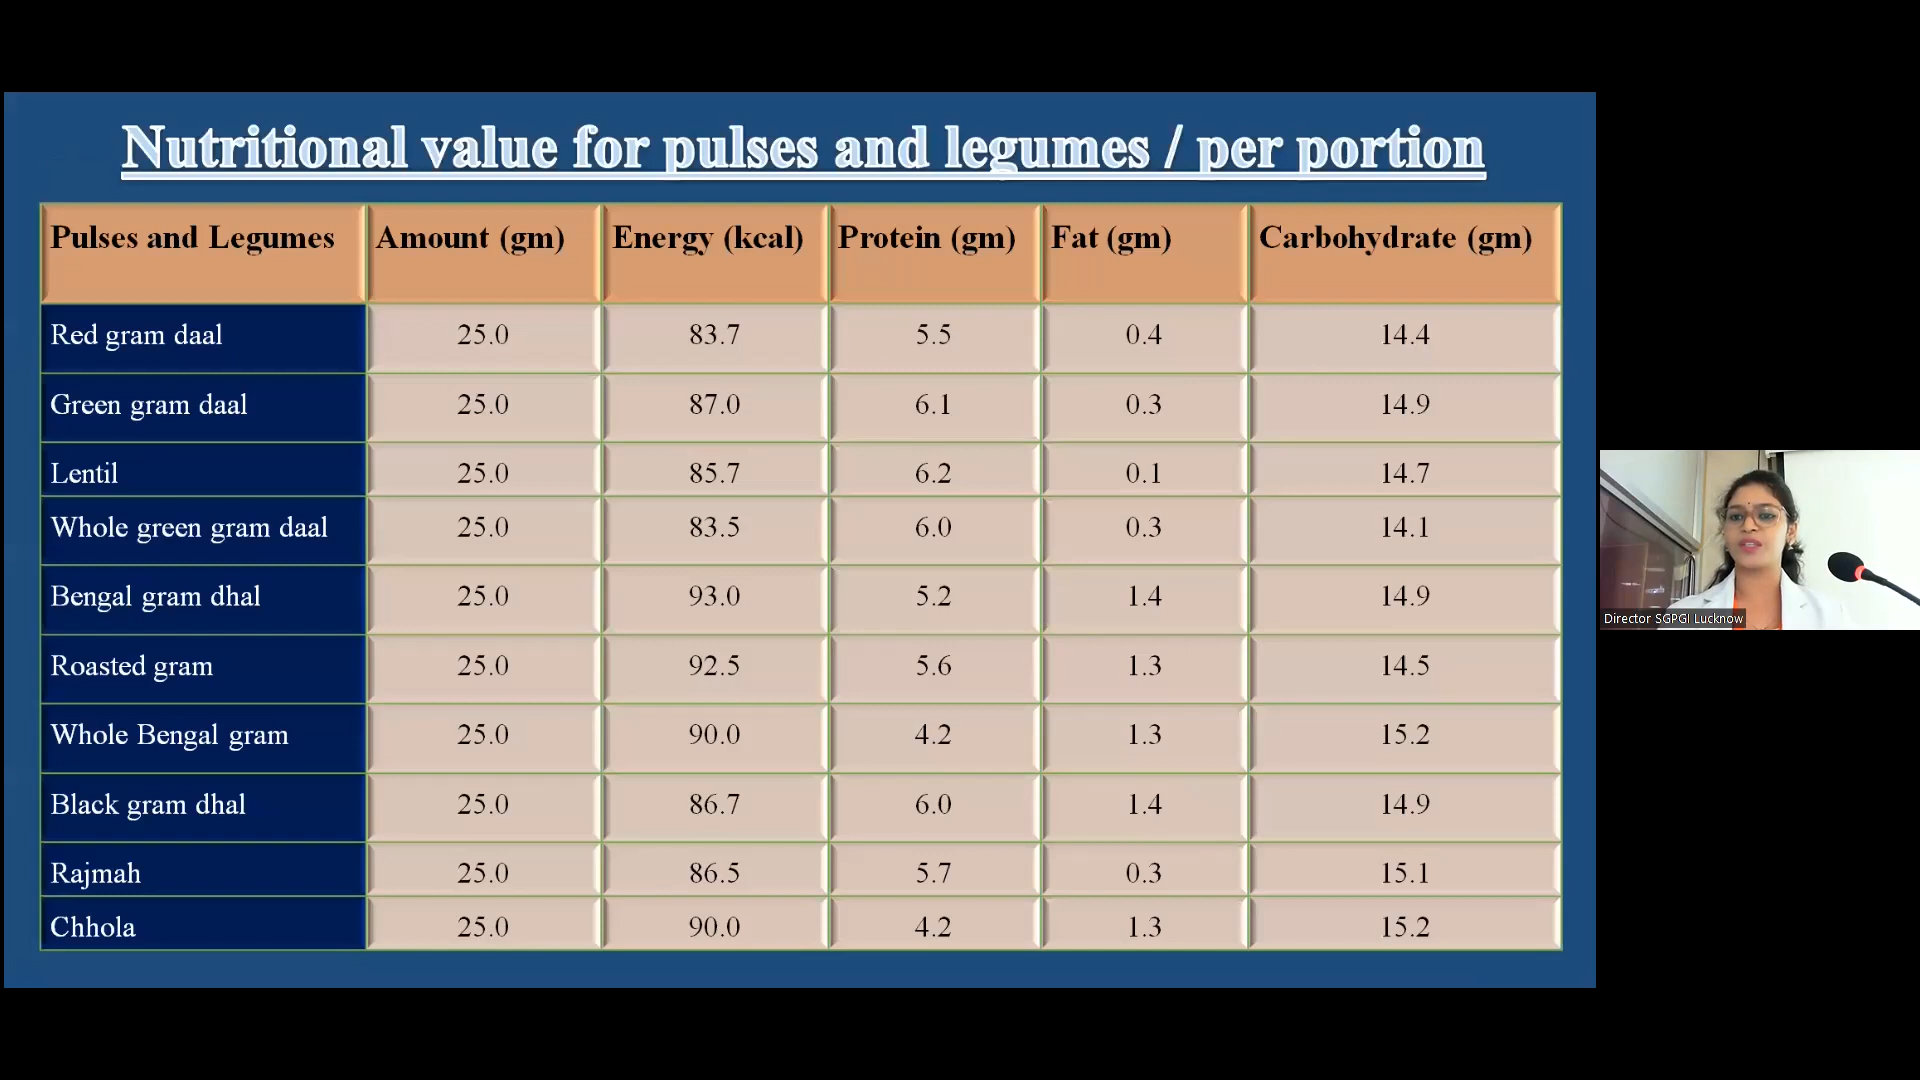 Nutritional value for pulses and legumes / per portion
Pulses and Legumes Amount (gm) Energy (kcal) Protein (gm) Fat (gm) Carbohydrate (gm)
Red gram daal 25.0 83.7 5.5 0.4 14.4
Green gram daal 25.0 87.0 6.1 0.3 14.9
Lentil 25.0 85.7 6.2 0.1 14.7
Whole green gram daal 25.0 83.5 6.0 0.3 14.1
Bengal gram dhal 25.0 93.0 5.2 1.4 14.9
Roasted gram 25.0 92.5 5.6 1.3 14.5
Whole Bengal gram 25.0 90.0 4.2 1.3 15.2
Black gram dhal 25.0 86.7 6.0 1.4 14.9
Rajmah 25.0 86.5 5.7 0.3 15.1
Chhola 25.0 90.0 4.2 1.3 15.2
Director SGPGI Lucknow